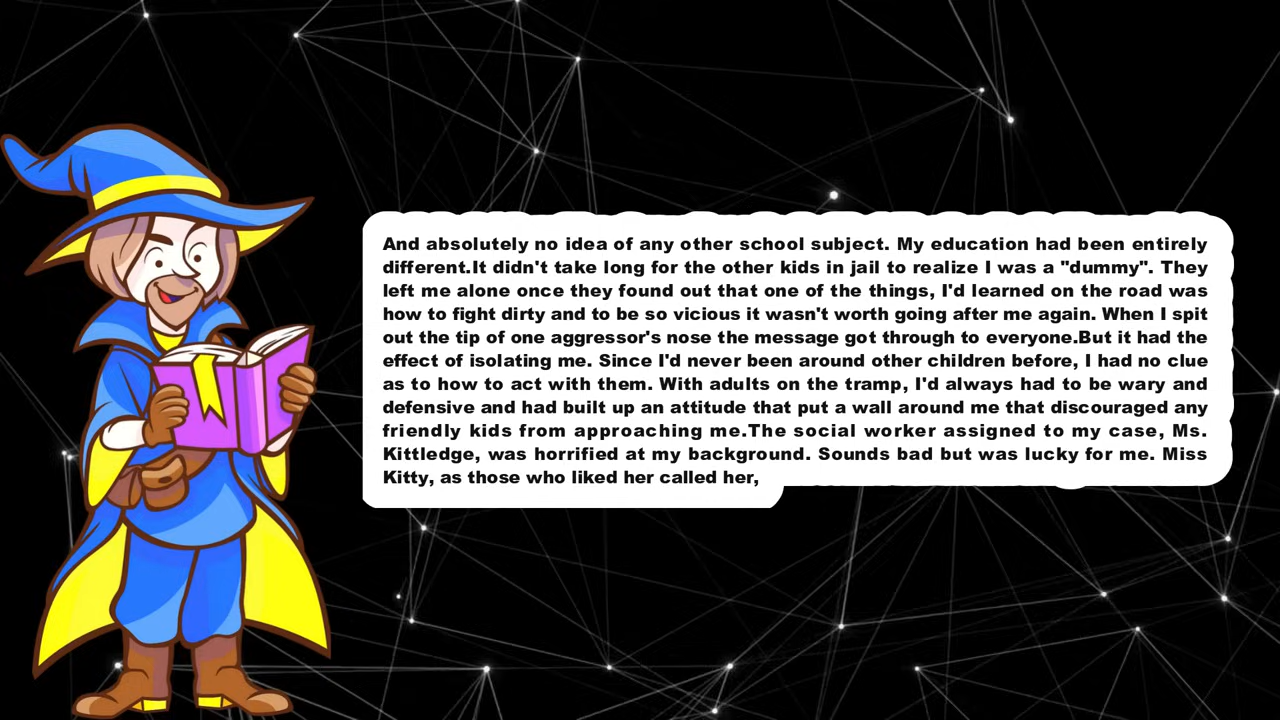 And absolutely no idea of any other school subject. My education had been entirely
different.It didn't take long for the other kids in jail to realize I was a "dummy". They
left me alone once they found out that one of the things, I'd learned on the road was
how to fight dirty and to be so vicious it wasn't worth going after me again. When I spit
out the tip of one aggressor's nose the message got through to everyone.But it had the
effect of isolating me. Since I'd never been around other children before, I had no clue
as to how to act with them. With adults on the tramp, I'd always had to be wary and
defensive and had built up an attitude that put a wall around me that discouraged any
friendly kids from approaching me.The social worker assigned to my case, Ms.
Kittledge, was horrified at my background. Sounds bad but was lucky for me. Miss
Kitty, as those who liked her called her,